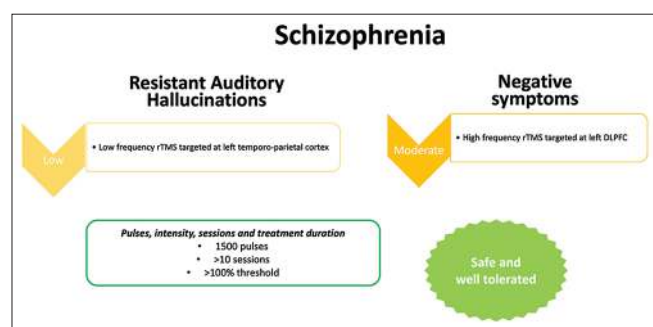 Schizophrenia
Resistant Auditory
Hallucinations
Negative
symptoms
Low
• Low frequency rTMS targeted at left temporo-parietal cortex
Moderate
• High frequency rTMS targeted at left DLPFC
Pulses, intensity, sessions and treatment duration
• 1500 pulses
• >10 sessions
• >100% threshold
Safe and
well tolerated